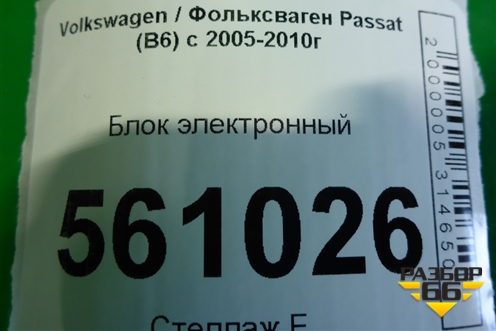 Volkswagen / Фольксваген Passat
(B6) с 2005-2010г
Блок электронный
561026
Стеллаж Е
2000005314650
РАЗБОР
66